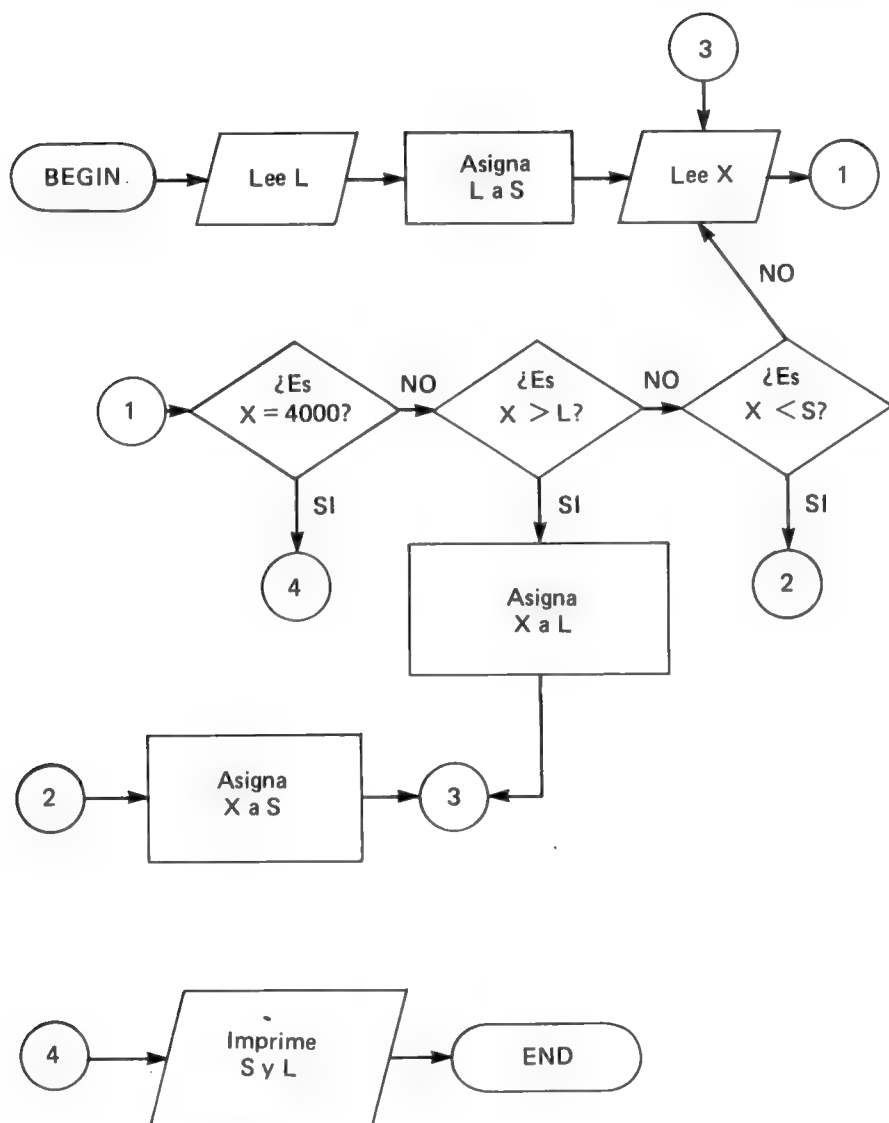 3
BEGIN.
Lee L
Asigna
L a S
Lee X
1
NO
1
¿Es
X = 4000?
NO
¿Es
X > L?
NO
¿Es
X < S?
SI
SI
SI
4
Asigna
X a L
2
2
Asigna
X a S
3
4
Imprime
S y L
END